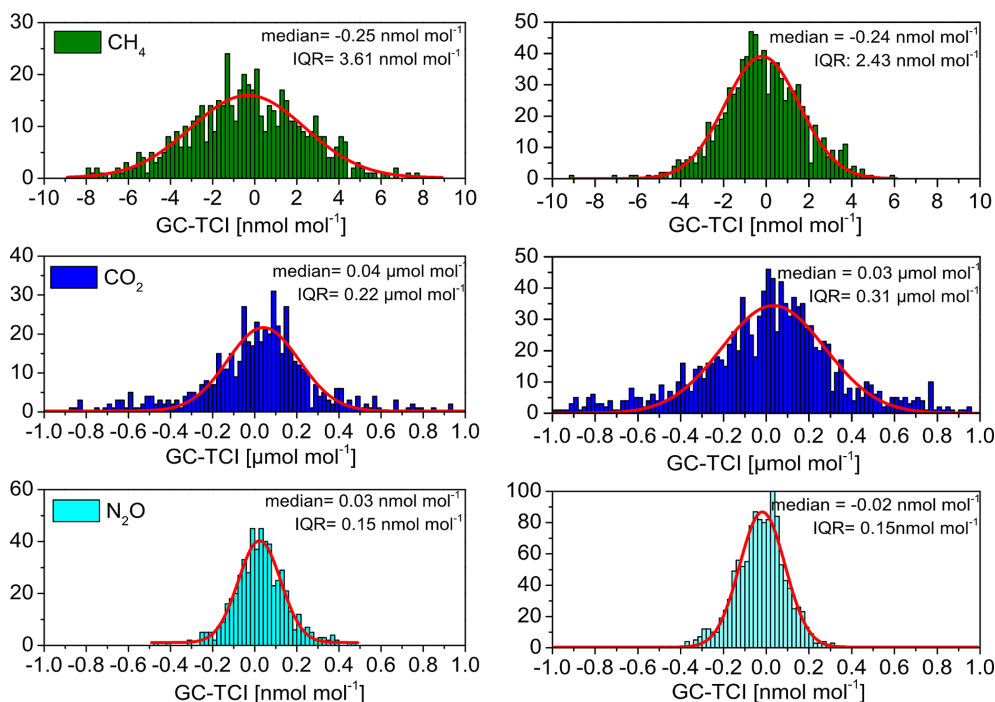 30
20
10
0
CH₄
median= -0.25 nmol mol⁻¹
IQR= 3.61 nmol mol⁻¹
-10 -8 -6 -4 -2 0 2 4 6 8 10
GC-TCI [nmol mol⁻¹]
50
40
30
20
10
0
median = -0.24 nmol mol⁻¹
IQR: 2.43 nmol mol⁻¹
-10 -8 -6 -4 -2 0 2 4 6 8 10
GC-TCI [nmol mol⁻¹]
40
30
20
10
0
CO₂
median= 0.04 µmol mol⁻¹
IQR= 0.22 µmol mol⁻¹
-1.0 -0.8 -0.6 -0.4 -0.2 0.0 0.2 0.4 0.6 0.8 1.0
GC-TCI [µmol mol⁻¹]
50
40
30
20
10
0
median = 0.03 µmol mol⁻¹
IQR= 0.31 µmol mol⁻¹
-1.0 -0.8 -0.6 -0.4 -0.2 0.0 0.2 0.4 0.6 0.8 1.0
GC-TCI [µmol mol⁻¹]
60
40
20
0
N₂O
median= 0.03 nmol mol⁻¹
IQR= 0.15 nmol mol⁻¹
-1.0 -0.8 -0.6 -0.4 -0.2 0.0 0.2 0.4 0.6 0.8 1.0
GC-TCI [nmol mol⁻¹]
100
80
60
40
20
0
median = -0.02 nmol mol⁻¹
IQR= 0.15nmol mol⁻¹
-1.0 -0.8 -0.6 -0.4 -0.2 0.0 0.2 0.4 0.6 0.8 1.0
GC-TCI [nmol mol⁻¹]